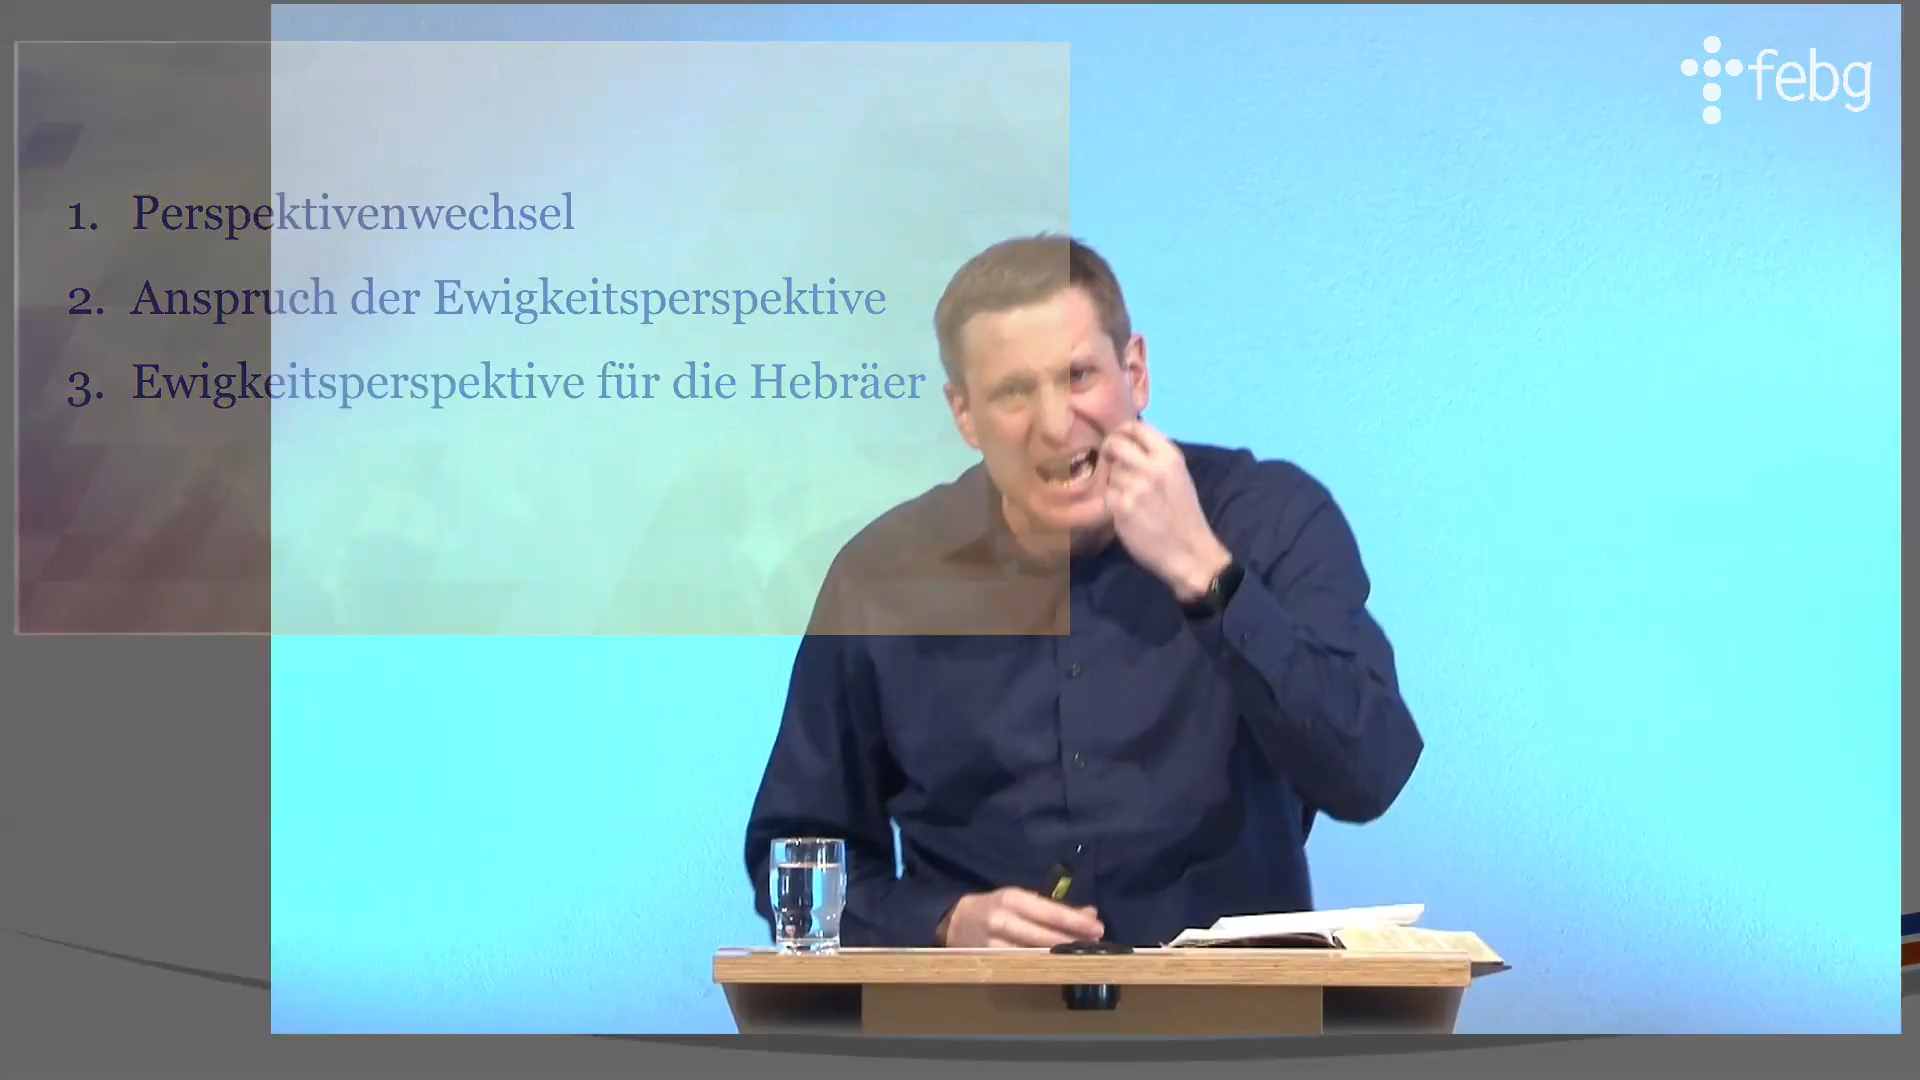 febg
1. Perspektivenwechsel
2. Anspruch der Ewigkeitsperspektive
3. Ewigkeitsperspektive für die Hebräer